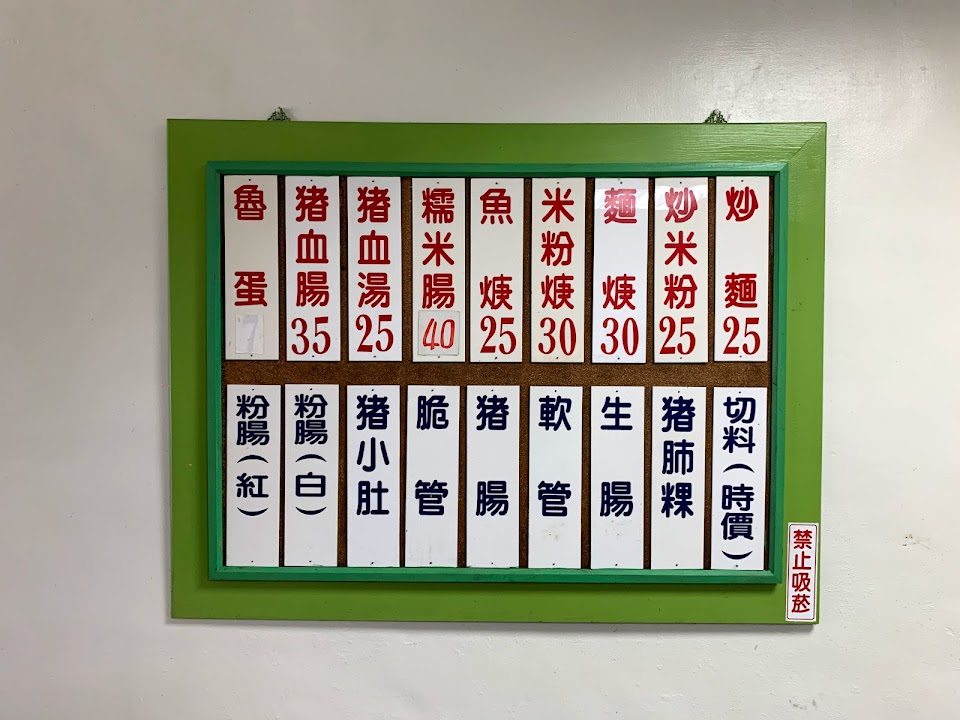 炒麵 25
炒米粉 25
麵焿 30
米粉焿 30
魚焿 25
糯米腸 40
猪血湯 25
猪血腸 35
魯蛋 7
切料(時價)
猪肺粿
生腸
軟管
猪腸
脆管
猪小肚
粉腸(白)
粉腸(紅)
禁止吸菸